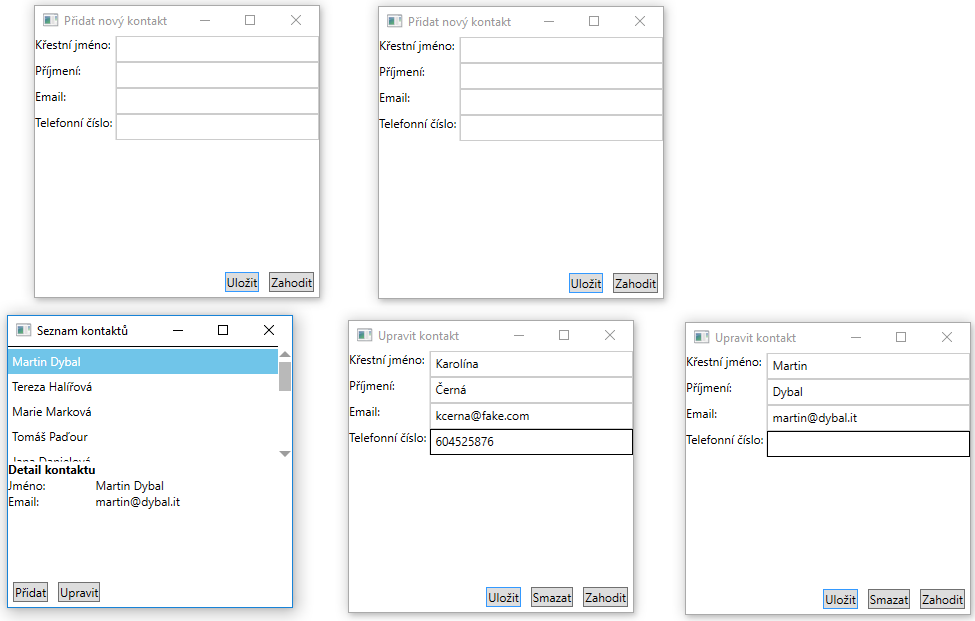 Přidat nový kontakt
Křestní jméno:
Příjmení:
Email:
Telefonní číslo:
Uložit Zahodit
Přidat nový kontakt
Křestní jméno:
Příjmení:
Email:
Telefonní číslo:
Uložit Zahodit
Seznam kontaktů
Martin Dybal
Tereza Halířová
Marie Marková
Tomáš Paďour
Jana Danielová
Detail kontaktu
Jméno: Martin Dybal
Email: martin@dybal.it
Přidat Upravit
Upravit kontakt
Křestní jméno: Karolína
Příjmení: Černá
Email: kcerna@fake.com
Telefonní číslo: 604525876
Uložit Smazat Zahodit
Upravit kontakt
Křestní jméno: Martin
Příjmení: Dybal
Email: martin@dybal.it
Telefonní číslo:
Uložit Smazat Zahodit